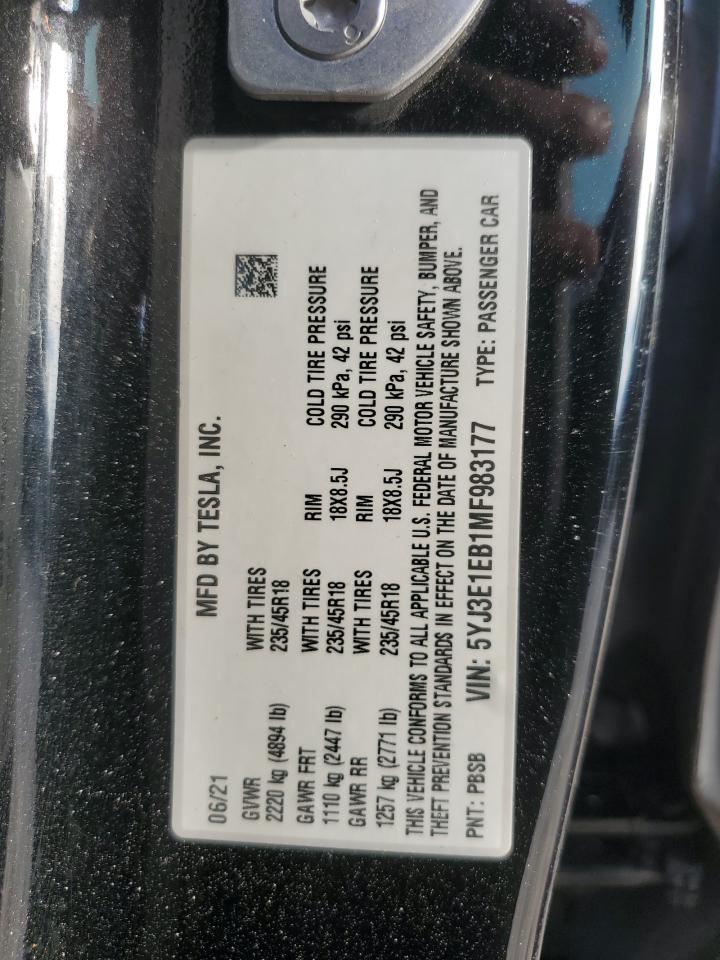 MFD BY TESLA, INC.
06/21
GVWR WITH TIRES
2220 kg (4894 lb) 235/45R18
GAWR FRT WITH TIRES RIM COLD TIRE PRESSURE
1110 kg (2447 lb) 235/45R18 18X8.5J 290 kPa, 42 psi
GAWR RR WITH TIRES RIM COLD TIRE PRESSURE
1257 kg (2771 lb) 235/45R18 18X8.5J 290 kPa, 42 psi
THIS VEHICLE CONFORMS TO ALL APPLICABLE U.S. FEDERAL MOTOR VEHICLE SAFETY, BUMPER, AND
THEFT PREVENTION STANDARDS IN EFFECT ON THE DATE OF MANUFACTURE SHOWN ABOVE.
PNT: PBSB VIN: 5YJ3E1EB1MF983177 TYPE: PASSENGER CAR